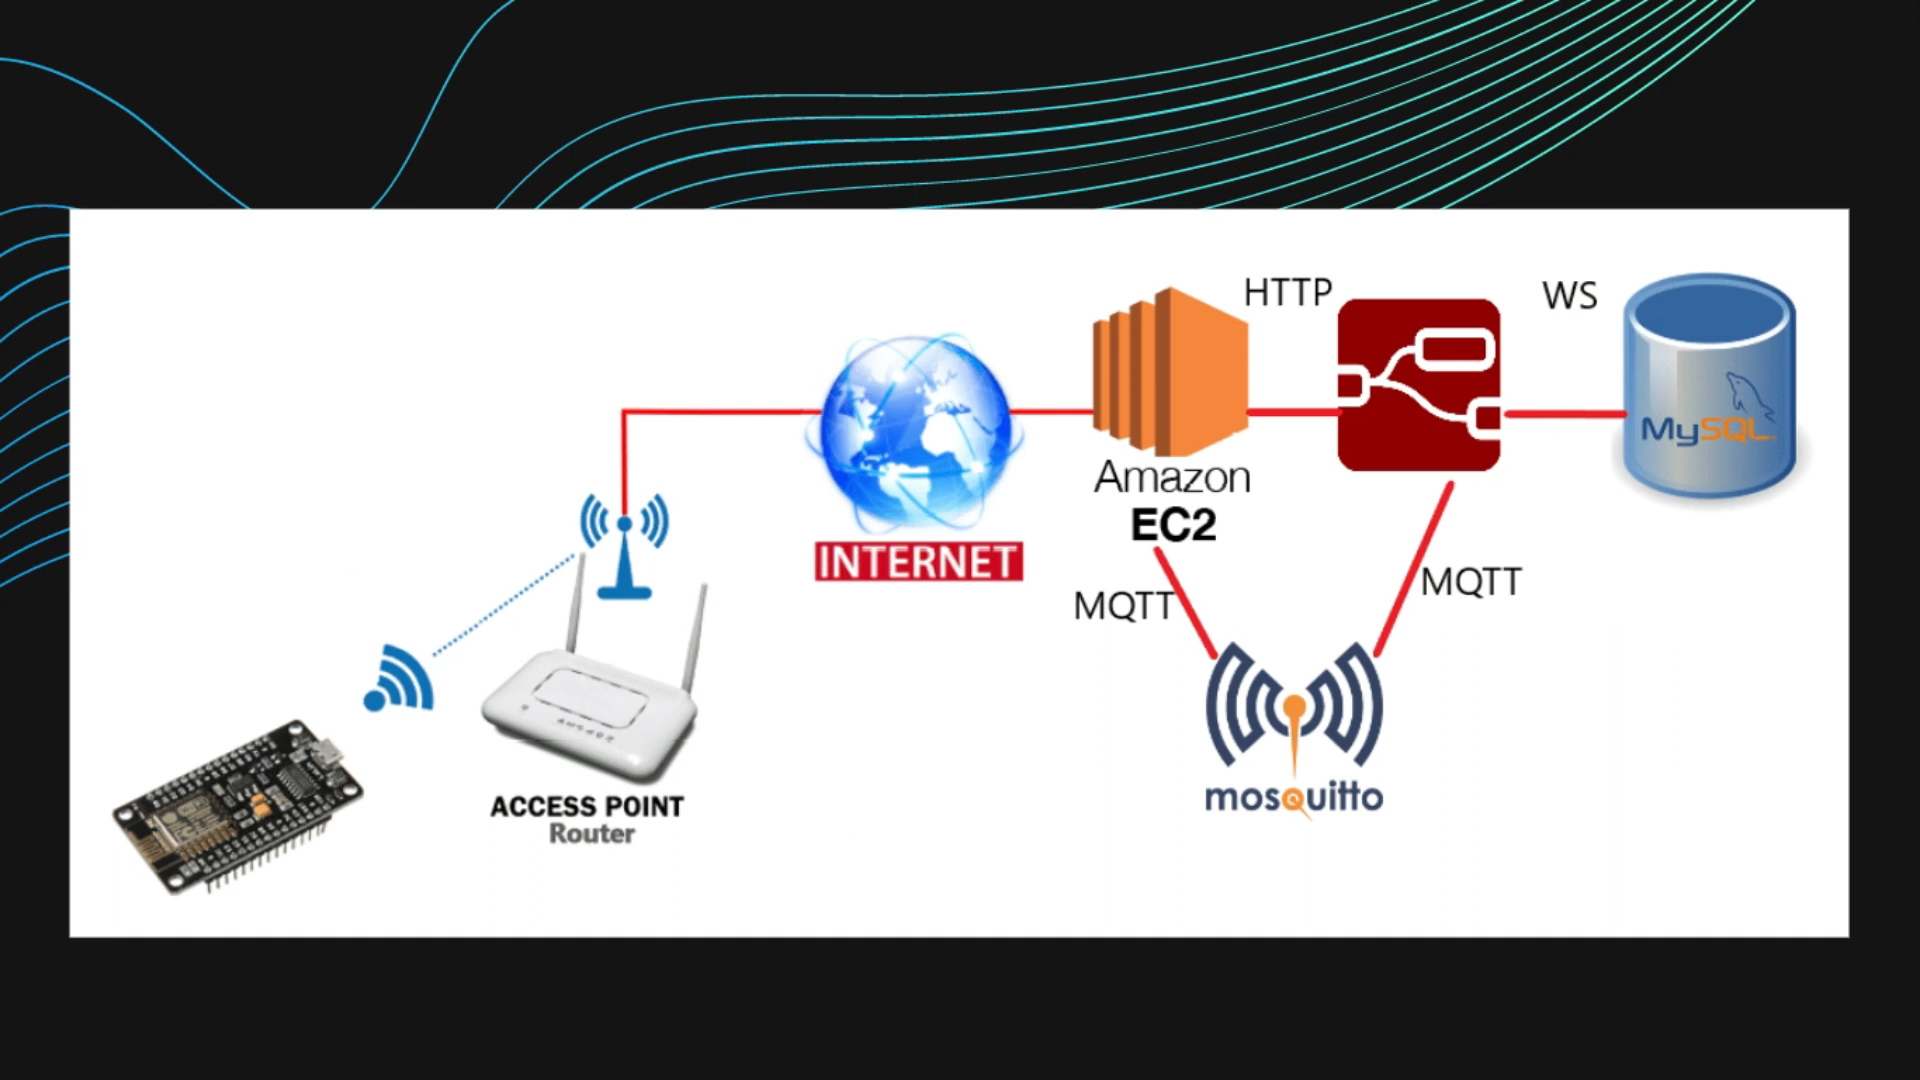 HTTP
WS
MySQL
Amazon
EC2
INTERNET
MQTT
MQTT
mosquitto
ACCESS POINT
Router